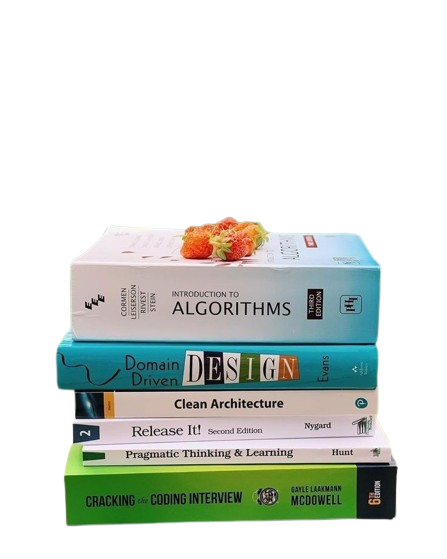 ALGORITHMS
CORMEN
LEISERSON
RIVEST
STEIN
INTRODUCTION TO
ALGORITHMS
THIRD
EDITION
Domain
Driven
DESIGN
Evans
Clean Architecture
2
Release It! Second Edition
Nygard
Pragmatic Thinking & Learning
Hunt
CRACKING the CODING INTERVIEW
GAYLE LAAKMANN
MCDOWELL
6TH
EDITION